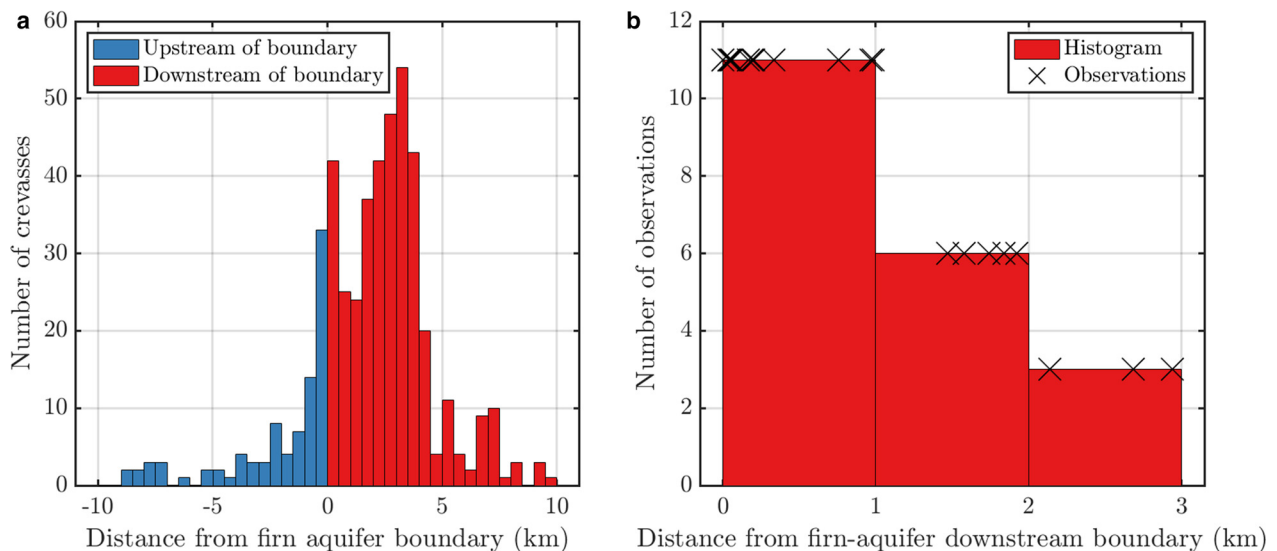 a
60
50
40
30
20
10
0
Number of crevasses
Upstream of boundary
Downstream of boundary
-10 -5 0 5 10
Distance from firn aquifer boundary (km)
b
12
10
8
6
4
2
0
Number of observations
Histogram
Observations
0 1 2 3
Distance from firn-aquifer downstream boundary (km)